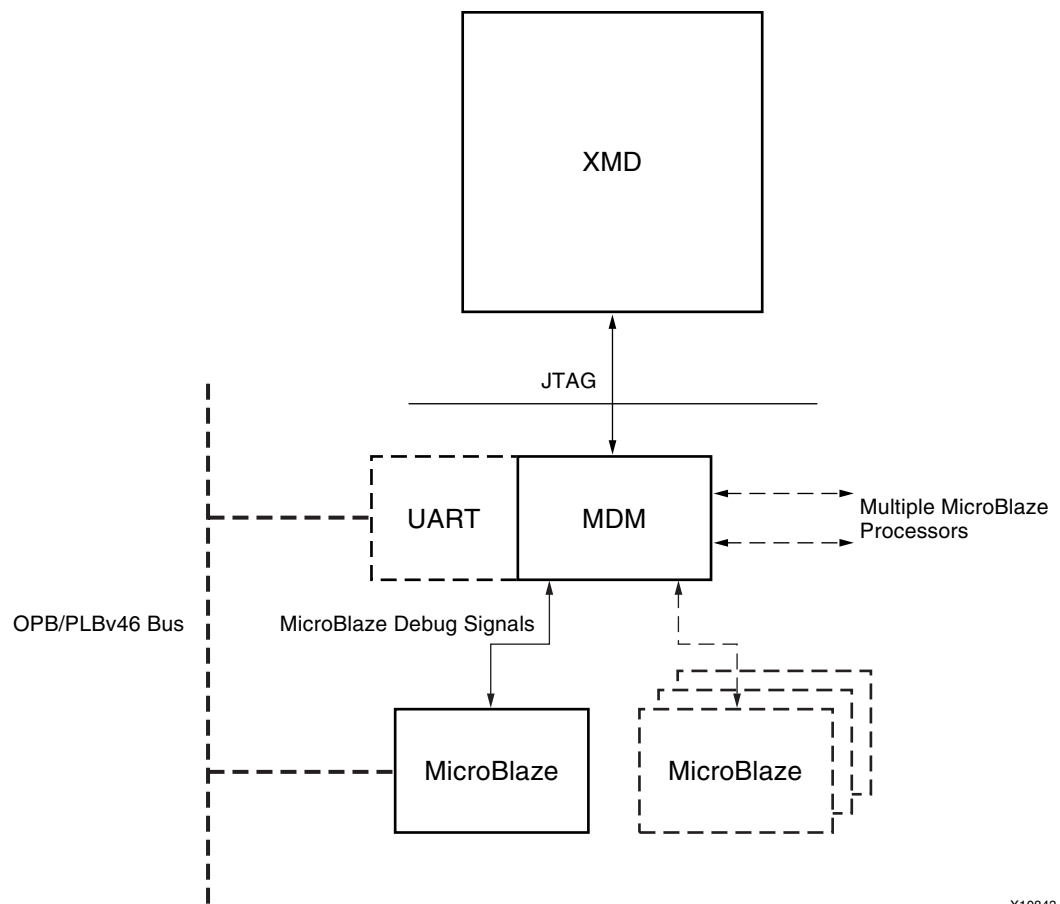 XMD
JTAG
UART
MDM
Multiple MicroBlaze
Processors
OPB/PLBv46 Bus
MicroBlaze Debug Signals
MicroBlaze
MicroBlaze